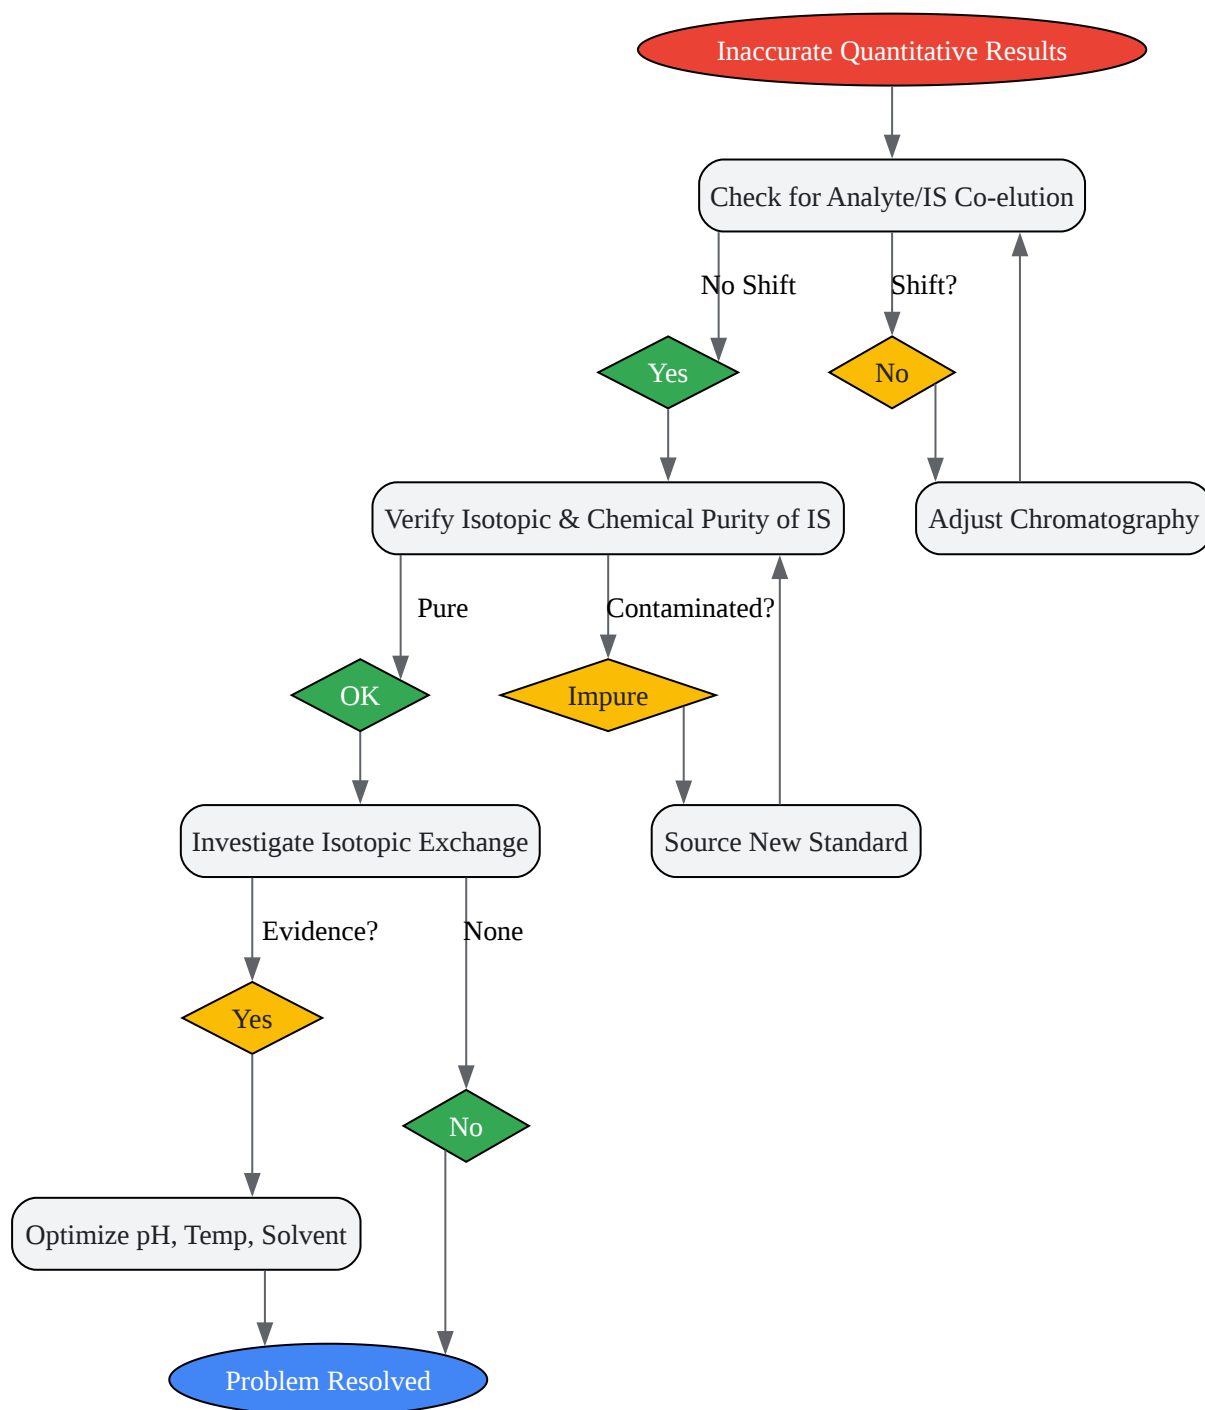 Inaccurate Quantitative Results
Check for Analyte/IS Co-elution
No Shift
Shift?
Yes
No
Verify Isotopic & Chemical Purity of IS
Adjust Chromatography
Pure
Contaminated?
OK
Impure
Investigate Isotopic Exchange
Source New Standard
Evidence?
None
Yes
No
Optimize pH, Temp, Solvent
Problem Resolved